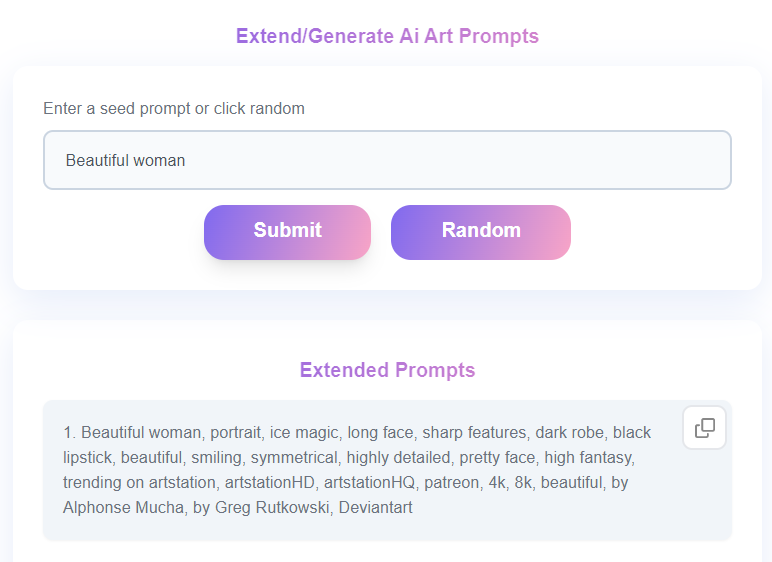 Extend/Generate Ai Art Prompts
Enter a seed prompt or click random
Beautiful woman
Submit
Random
Extended Prompts
1. Beautiful woman, portrait, ice magic, long face, sharp features, dark robe, black
lipstick, beautiful, smiling, symmetrical, highly detailed, pretty face, high fantasy,
trending on artstation, artstationHD, artstationHQ, patreon, 4k, 8k, beautiful, by
Alphonse Mucha, by Greg Rutkowski, Deviantart